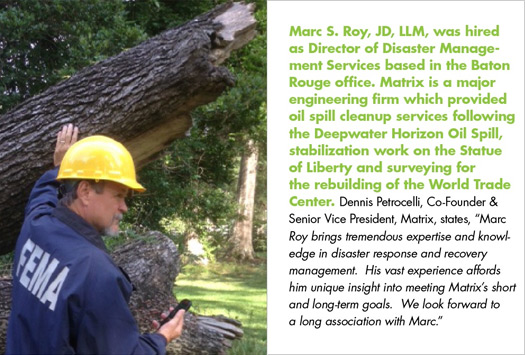 Marc S. Roy, JD, LLM, was hired
as Director of Disaster Manage-
ment Services based in the Baton
Rouge office. Matrix is a major
engineering firm which provided
oil spill cleanup services following
the Deepwater Horizon Oil Spill,
stabilization work on the Statue
of Liberty and surveying for
the rebuilding of the World Trade
Center. Dennis Petrocelli, Co-Founder &
Senior Vice President, Matrix, states, “Marc
Roy brings tremendous expertise and knowl-
edge in disaster response and recovery
management.  His vast experience affords
him unique insight into meeting Matrix’s short
and long-term goals.  We look forward to
a long association with Marc.”
FEMA